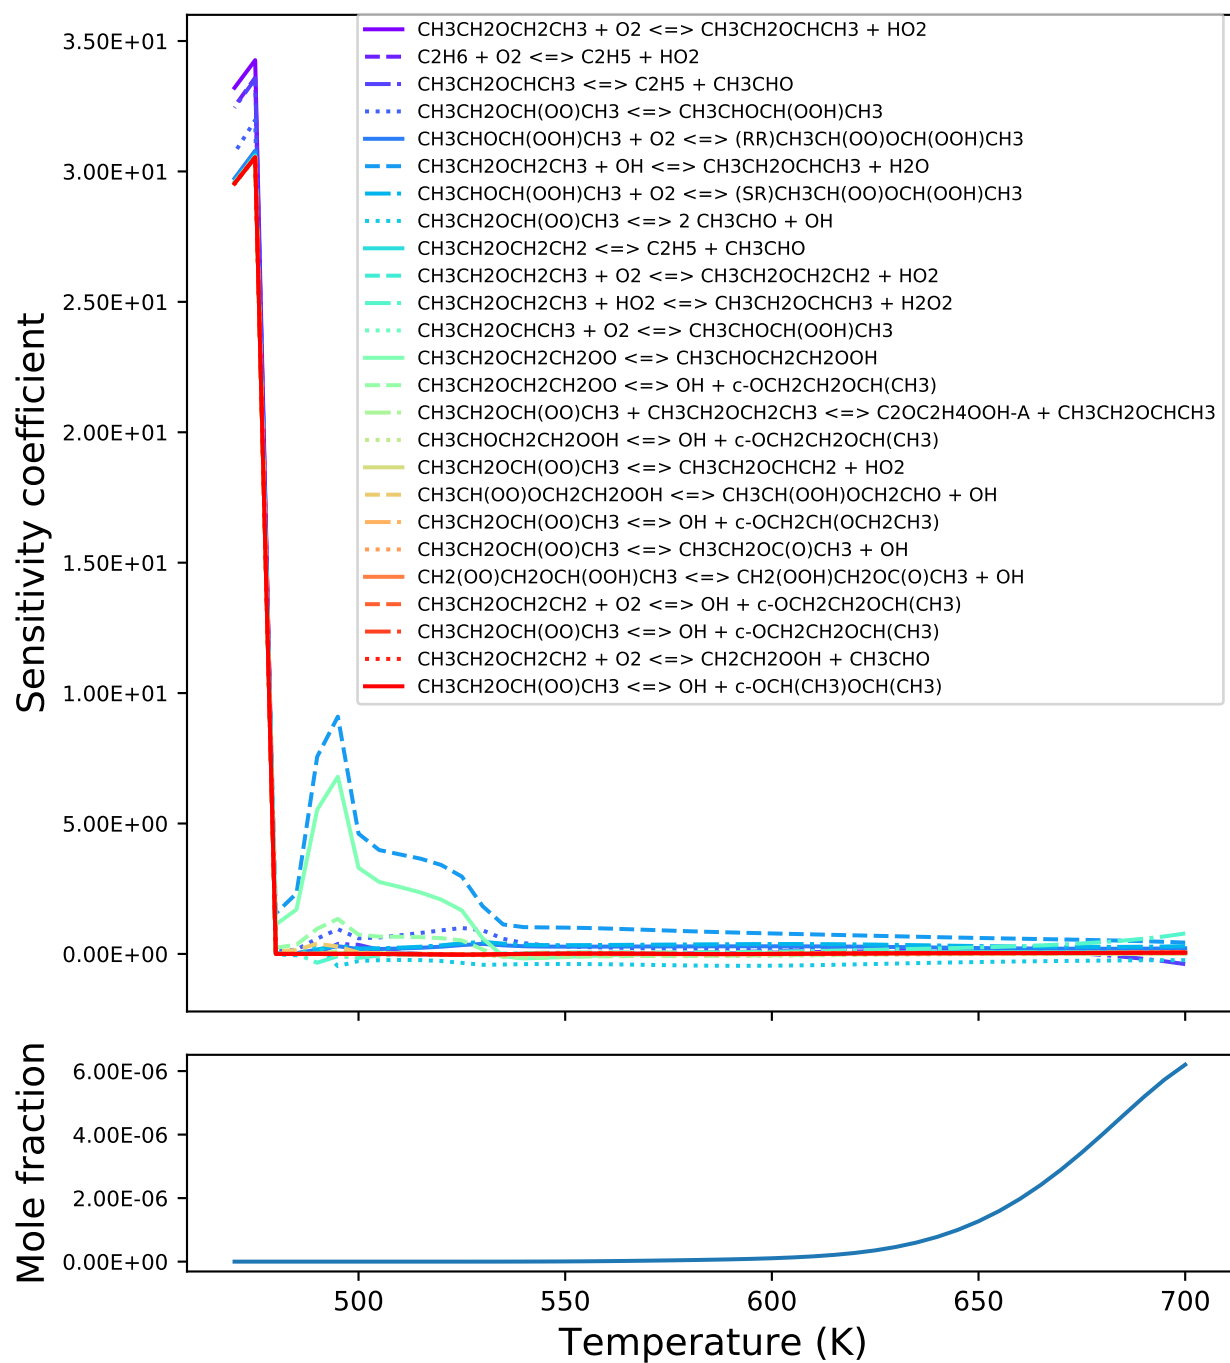 Sensitivity coefficient
3.50E+01
3.00E+01
2.50E+01
2.00E+01
1.50E+01
1.00E+01
5.00E+00
0.00E+00
CH3CH2OCH2CH3 + O2 <=> CH3CH2OCHCH3 + HO2
C2H6 + O2 <=> C2H5 + HO2
CH3CH2OCHCH3 <=> C2H5 + CH3CHO
CH3CH2OCH(OO)CH3 <=> CH3CHOCH(OOH)CH3
CH3CHOCH(OOH)CH3 + O2 <=> (RR)CH3CH(OO)OCH(OOH)CH3
CH3CH2OCH2CH3 + OH <=> CH3CH2OCHCH3 + H2O
CH3CHOCH(OOH)CH3 + O2 <=> (SR)CH3CH(OO)OCH(OOH)CH3
CH3CH2OCH(OO)CH3 <=> 2 CH3CHO + OH
CH3CH2OCH2CH2 <=> C2H5 + CH3CHO
CH3CH2OCH2CH3 + O2 <=> CH3CH2OCH2CH2 + HO2
CH3CH2OCH2CH3 + HO2 <=> CH3CH2OCHCH3 + H2O2
CH3CH2OCHCH3 + O2 <=> CH3CHOCH(OOH)CH3
CH3CH2OCH2CH2OO <=> CH3CHOCH2CH2OOH
CH3CH2OCH2CH2OO <=> OH + c-OCH2CH2OCH(CH3)
CH3CH2OCH(OO)CH3 + CH3CH2OCH2CH3 <=> C2OC2H4OOH-A + CH3CH2OCHCH3
CH3CHOCH2CH2OOH <=> OH + c-OCH2CH2OCH(CH3)
CH3CH2OCH(OO)CH3 <=> CH3CH2OCHCH2 + HO2
CH3CH(OO)OCH2CH2OOH <=> CH3CH(OOH)OCH2CHO + OH
CH3CH2OCH(OO)CH3 <=> OH + c-OCH2CH(OCH2CH3)
CH3CH2OCH(OO)CH3 <=> CH3CH2OC(O)CH3 + OH
CH2(OO)CH2OCH(OOH)CH3 <=> CH2(OOH)CH2OC(O)CH3 + OH
CH3CH2OCH2CH2 + O2 <=> OH + c-OCH2CH2OCH(CH3)
CH3CH2OCH(OO)CH3 <=> OH + c-OCH2CH2OCH(CH3)
CH3CH2OCH2CH2 + O2 <=> CH2CH2OOH + CH3CHO
CH3CH2OCH(OO)CH3 <=> OH + c-OCH(CH3)OCH(CH3)
Mole fraction
6.00E-06
4.00E-06
2.00E-06
0.00E+00
500
550
600
650
700
Temperature (K)